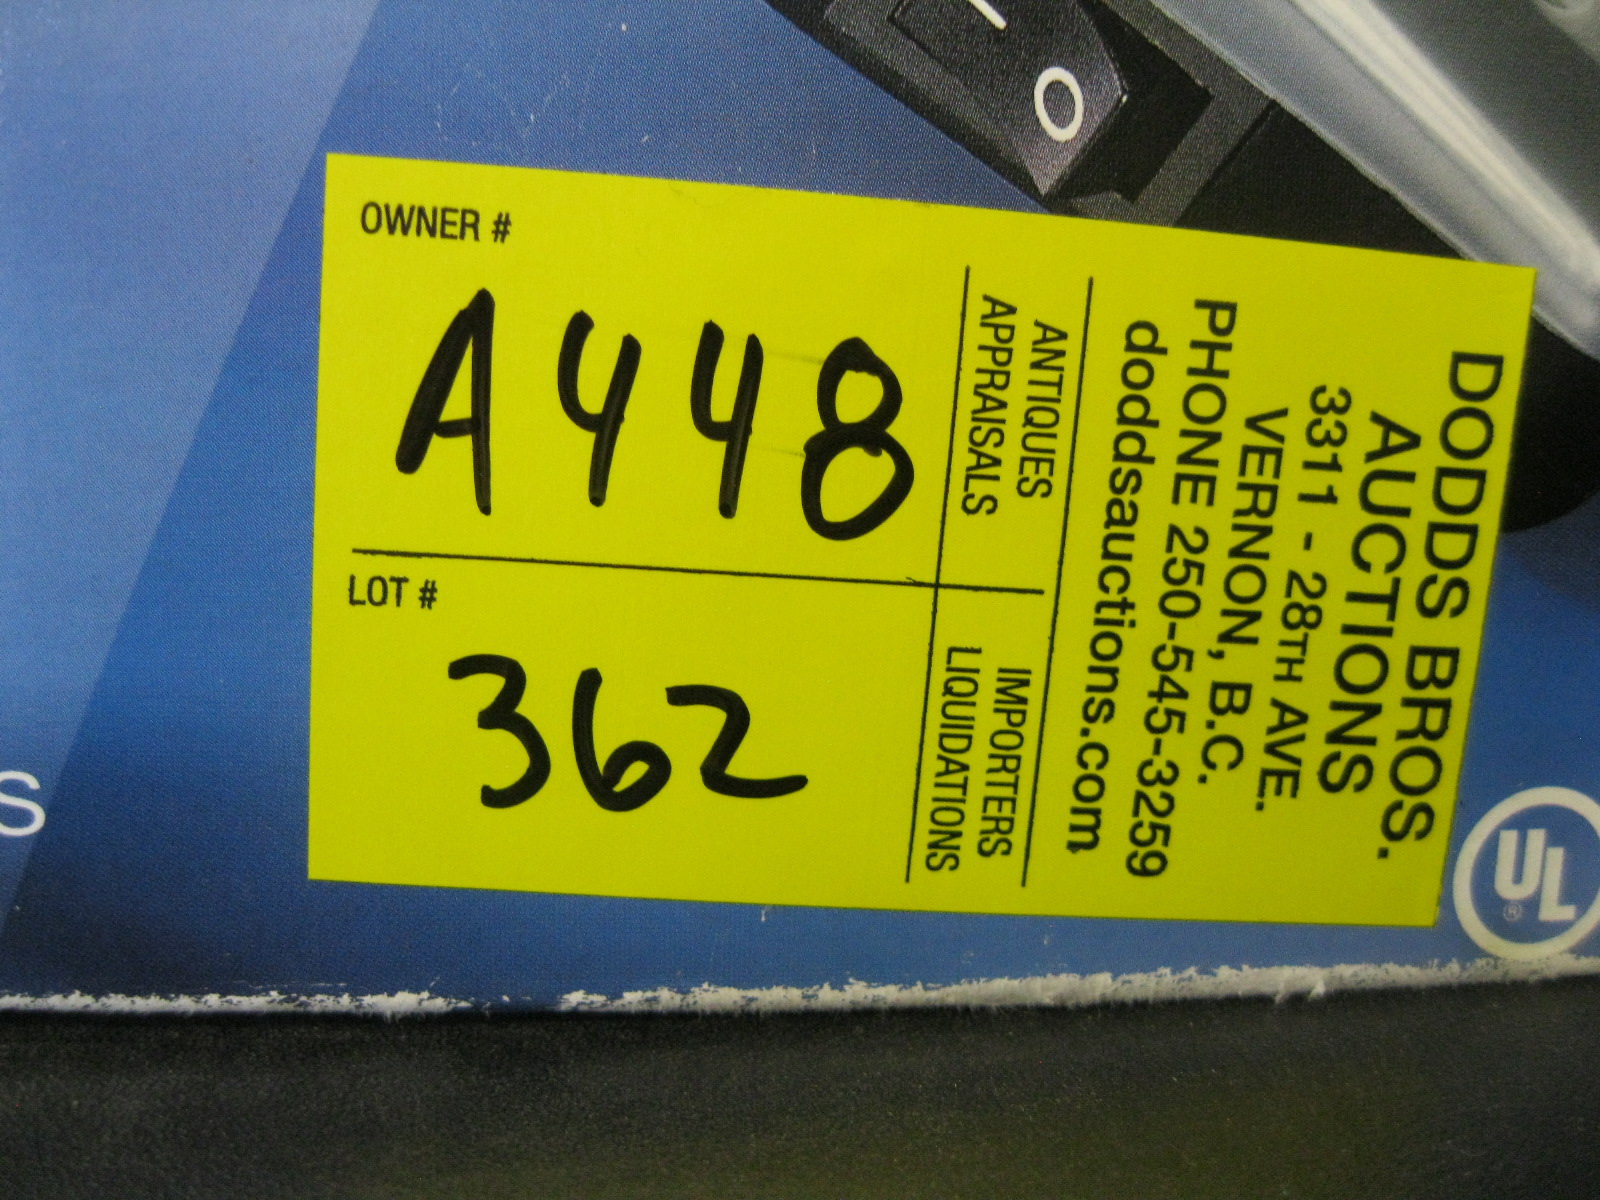 OWNER #
A448
LOT #
362
DODDS BROS.
AUCTIONS
3311 - 28TH AVE.
VERNON, B.C.
PHONE 250-545-3259
doddsauctions.com
ANTIQUES
APPRAISALS
IMPORTERS
LIQUIDATIONS
UL
®
S